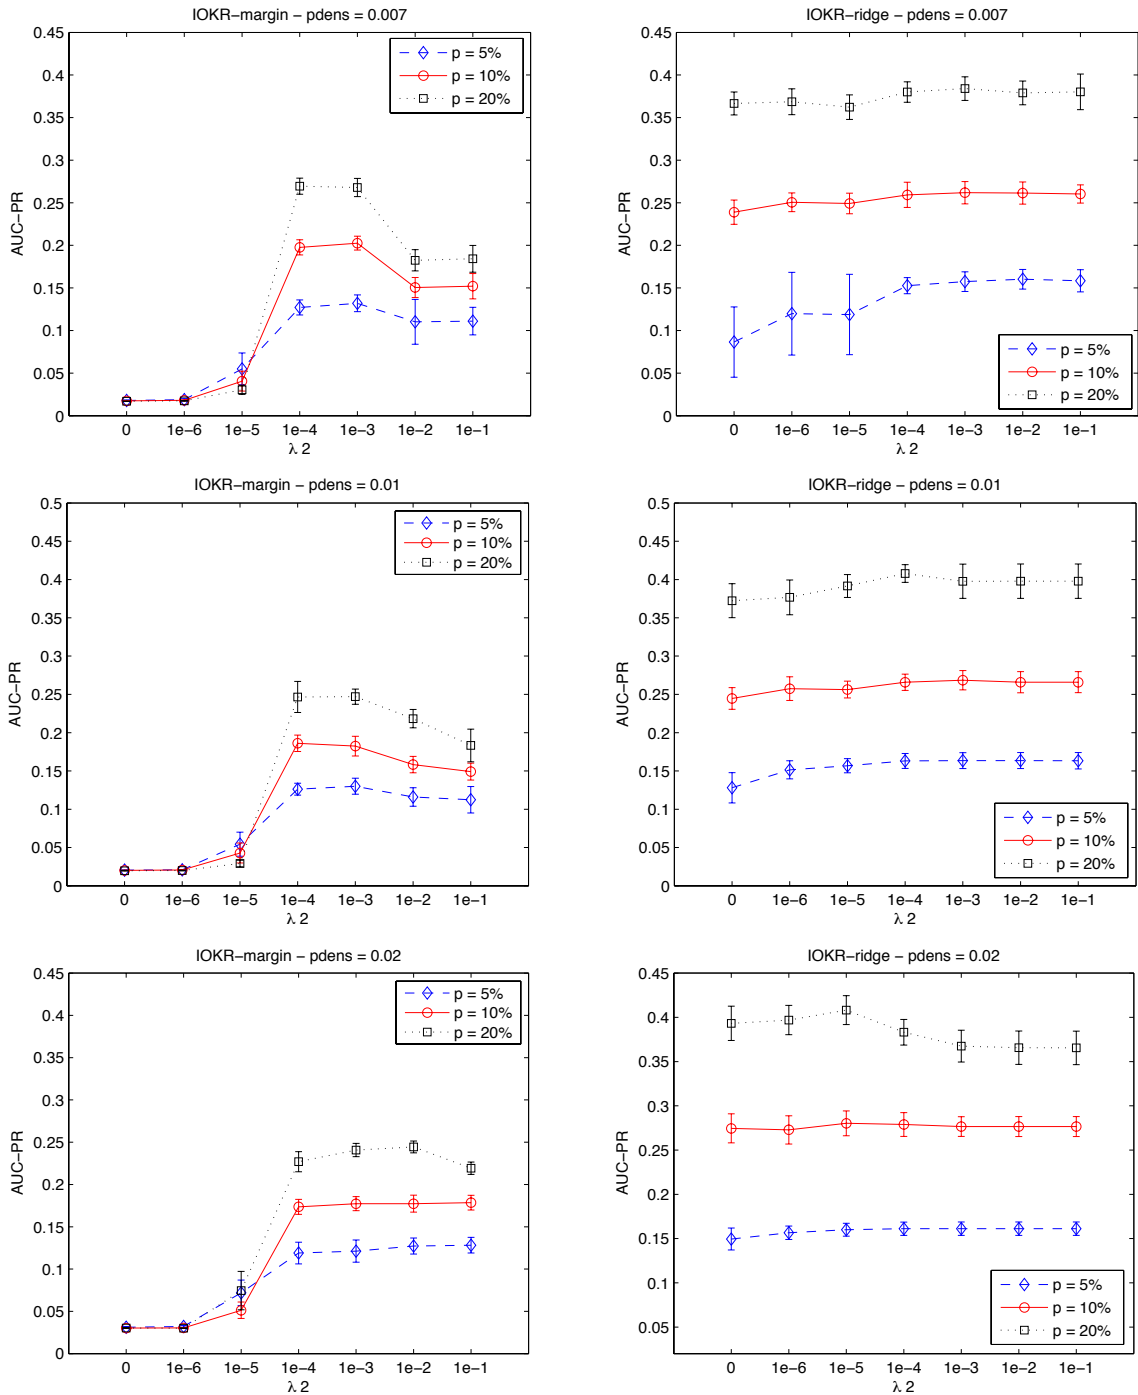 IOKR−margin − pdens = 0.007
0.45
0.4
0.35
0.3
0.25
0.2
0.15
0.1
0.05
0
AUC−PR
p = 5%
p = 10%
p = 20%
0 1e−6 1e−5 1e−4 1e−3 1e−2 1e−1
λ 2
IOKR−ridge − pdens = 0.007
0.45
0.4
0.35
0.3
0.25
0.2
0.15
0.1
0.05
0
AUC−PR
p = 5%
p = 10%
p = 20%
0 1e−6 1e−5 1e−4 1e−3 1e−2 1e−1
λ 2
IOKR−margin − pdens = 0.01
0.5
0.45
0.4
0.35
0.3
0.25
0.2
0.15
0.1
0.05
0
AUC−PR
p = 5%
p = 10%
p = 20%
0 1e−6 1e−5 1e−4 1e−3 1e−2 1e−1
λ 2
IOKR−ridge − pdens = 0.01
0.5
0.45
0.4
0.35
0.3
0.25
0.2
0.15
0.1
0.05
0
AUC−PR
p = 5%
p = 10%
p = 20%
0 1e−6 1e−5 1e−4 1e−3 1e−2 1e−1
λ 2
IOKR−margin − pdens = 0.02
0.45
0.4
0.35
0.3
0.25
0.2
0.15
0.1
0.05
0
AUC−PR
p = 5%
p = 10%
p = 20%
0 1e−6 1e−5 1e−4 1e−3 1e−2 1e−1
λ 2
IOKR−ridge − pdens = 0.02
0.45
0.4
0.35
0.3
0.25
0.2
0.15
0.1
0.05
AUC−PR
p = 5%
p = 10%
p = 20%
0 1e−6 1e−5 1e−4 1e−3 1e−2 1e−1
λ 2